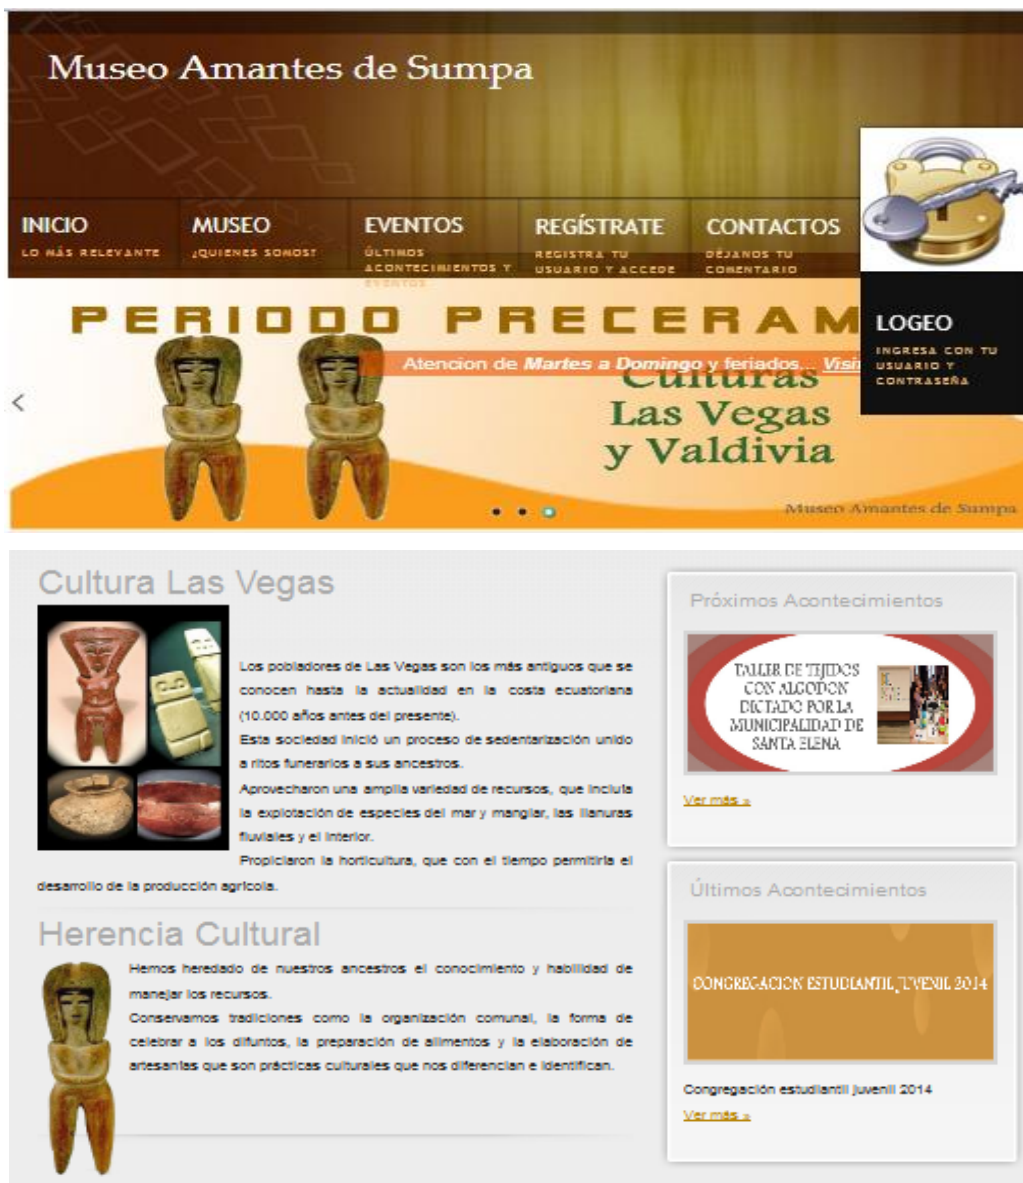 Museo Amantes de Sumpa
INICIO
LO MÁS RELEVANTE
MUSEO
¿QUIENES SOMOS?
EVENTOS
ÚLTIMOS
ACONTECIMIENTOS Y
EVENTOS
REGÍSTRATE
REGISTRA TU
USUARIO Y ACCEDE
CONTACTOS
DÉJANOS TU
COMENTARIO
LOGEO
INGRESA CON TU
USUARIO Y
CONTRASEÑA
PERIODO PRECERAM
Atencion de Martes a Domingo y feriados... Visit
Culturas
Las Vegas
y Valdivia
Museo Amantes de Sumpa
Cultura Las Vegas
Los pobladores de Las Vegas son los más antiguos que se
conocen hasta la actualidad en la costa ecuatoriana
(10.000 años antes del presente).
Esta sociedad inició un proceso de sedentarización unido
a ritos funerarios a sus ancestros.
Aprovecharon una amplia variedad de recursos, que incluía
la explotación de especies del mar y manglar, las llanuras
fluviales y el interior.
Propiciaron la horticultura, que con el tiempo permitiría el
desarrollo de la producción agrícola.
Herencia Cultural
Hemos heredado de nuestros ancestros el conocimiento y habilidad de
manejar los recursos.
Conservamos tradiciones como la organización comunal, la forma de
celebrar a los difuntos, la preparación de alimentos y la elaboración de
artesanías que son prácticas culturales que nos diferencian e identifican.
Próximos Acontecimientos
TALLER DE TEJIDOS
CON ALGODON
DICTADO POR LA
MUNICIPALIDAD DE
SANTA ELENA
Ver más »
Últimos Acontecimientos
CONGREGACION ESTUDIANTIL JUVENIL 2014
Congregación estudiantil juvenil 2014
Ver más »